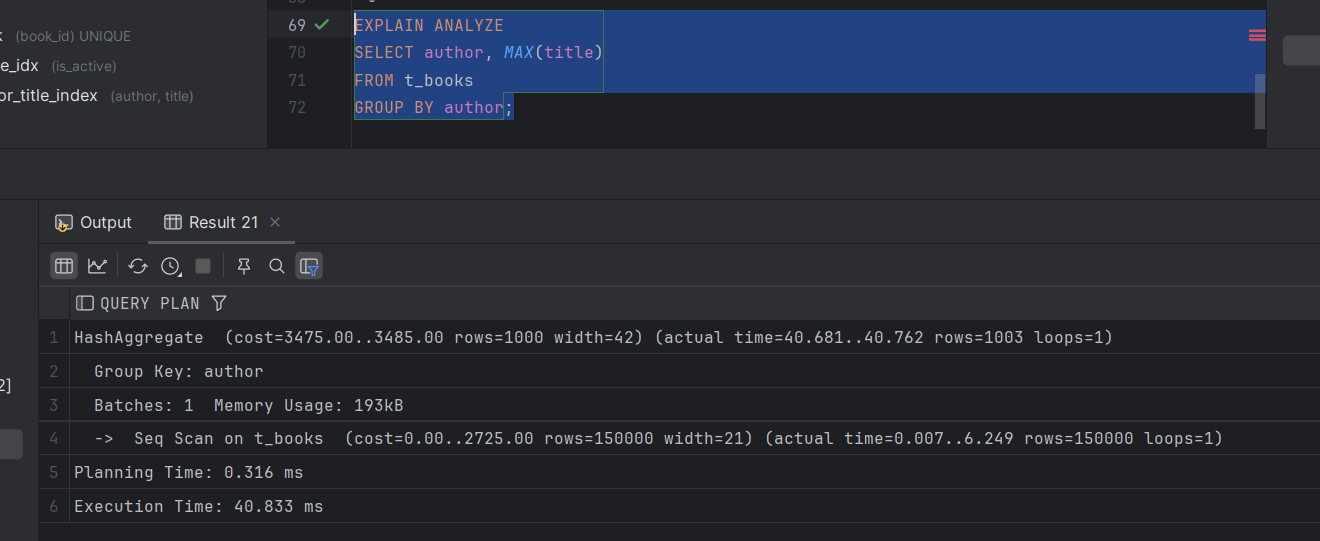 (book_id) UNIQUE
(is_active)
(author, title)
69 EXPLAIN ANALYZE
70 SELECT author, MAX(title)
71 FROM t_books
72 GROUP BY author;
Output Result 21
QUERY PLAN
1 HashAggregate (cost=3475.00..3485.00 rows=1000 width=42) (actual time=40.681..40.762 rows=1003 loops=1)
2 Group Key: author
3 Batches: 1 Memory Usage: 193kB
2]
4 -> Seq Scan on t_books (cost=0.00..2725.00 rows=150000 width=21) (actual time=0.007..6.249 rows=150000 loops=1)
5 Planning Time: 0.316 ms
6 Execution Time: 40.833 ms